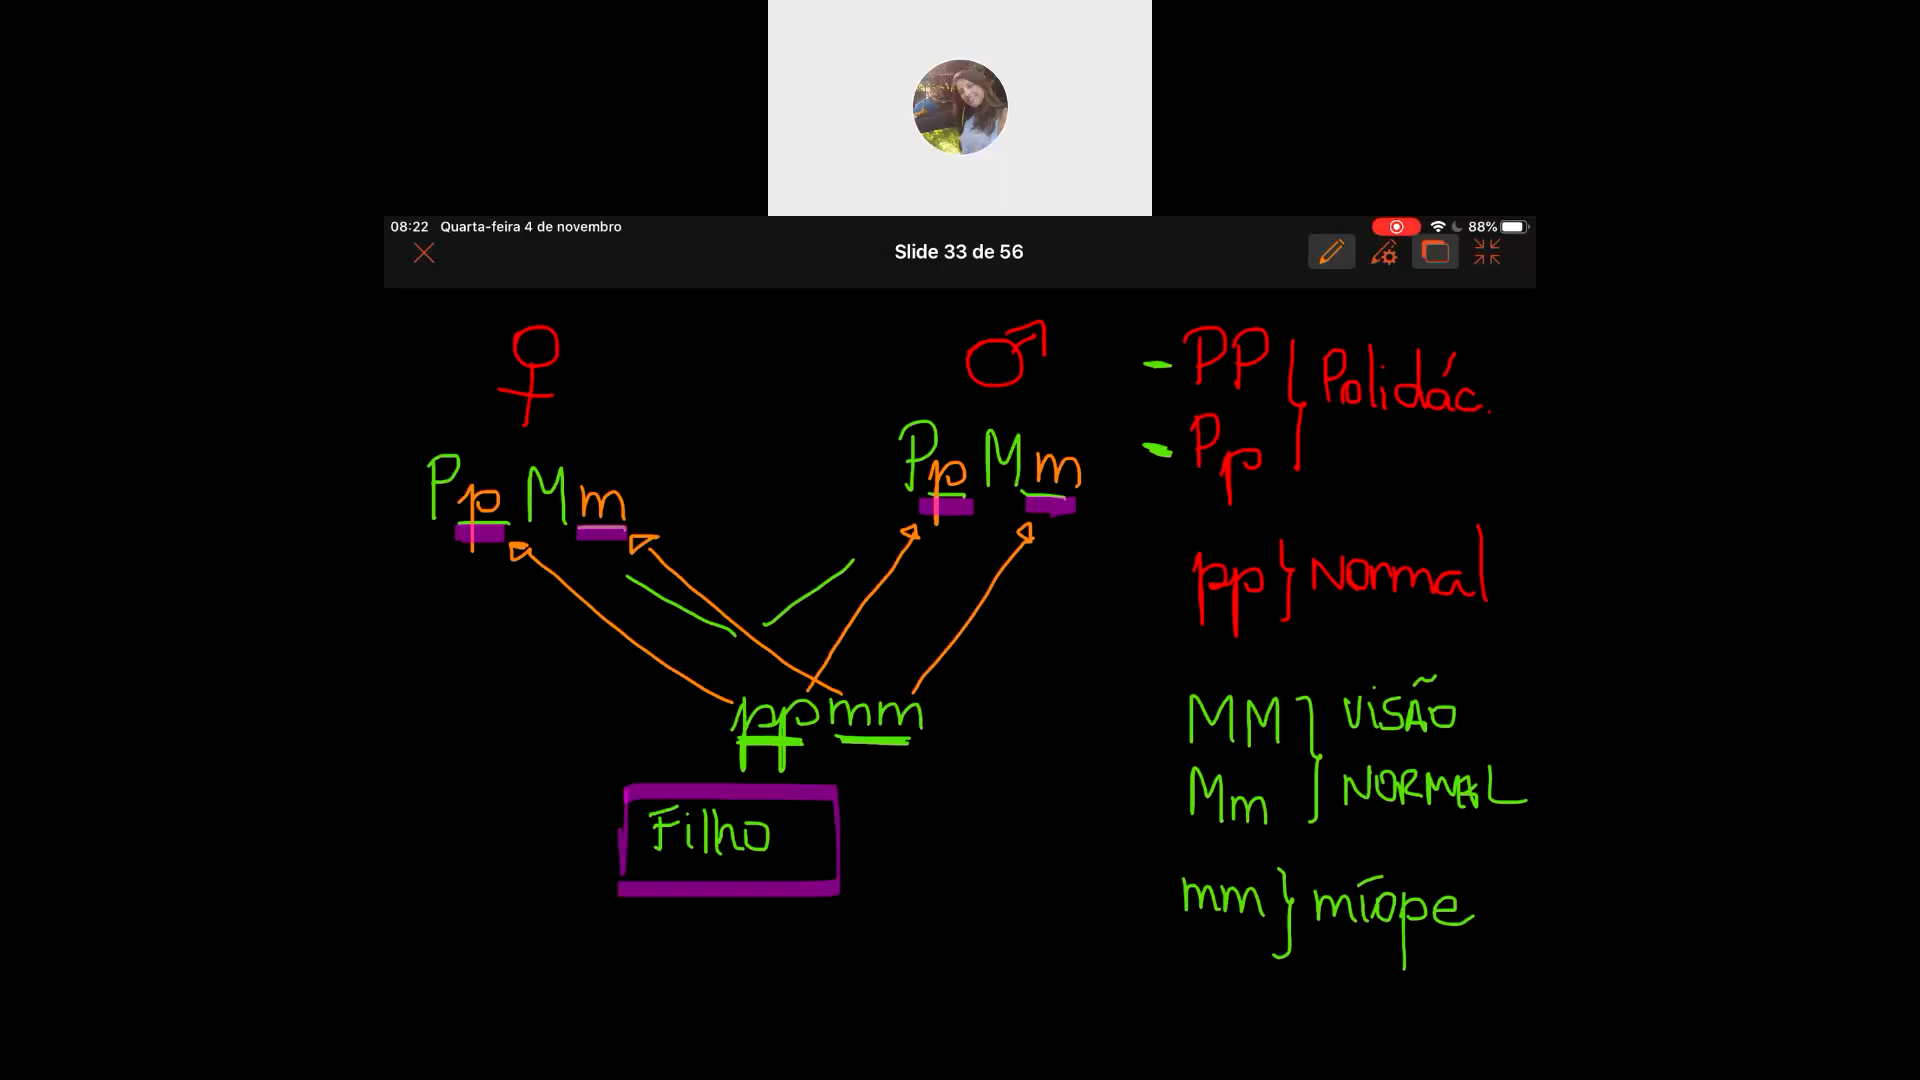 08:22 Quarta-feira 4 de novembro
88%
Slide 33 de 56
♀
♂
Pp Mm
Pp Mm
ppmm
Filho
- PP
- Pp
Polidác.
pp } Normal
MM
Mm
VISÃO
NORMAL
mm } míope